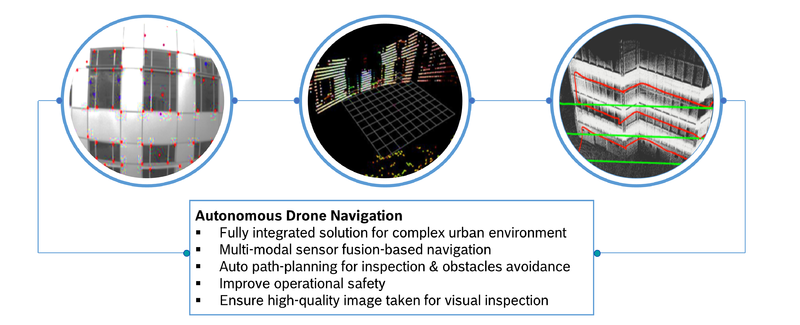 Autonomous Drone Navigation
▪ Fully integrated solution for complex urban environment
▪ Multi-modal sensor fusion-based navigation
▪ Auto path-planning for inspection & obstacles avoidance
▪ Improve operational safety
▪ Ensure high-quality image taken for visual inspection